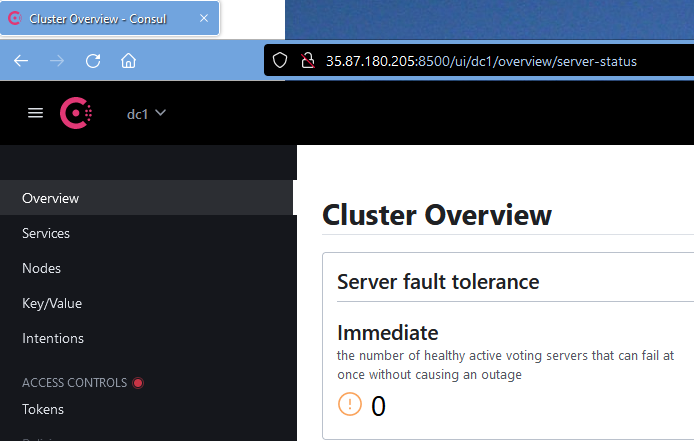 Cluster Overview - Consul
35.87.180.205:8500/ui/dc1/overview/server-status
dc1
Overview
Services
Nodes
Key/Value
Intentions
ACCESS CONTROLS
Tokens
Cluster Overview
Server fault tolerance
Immediate
the number of healthy active voting servers that can fail at
once without causing an outage
0